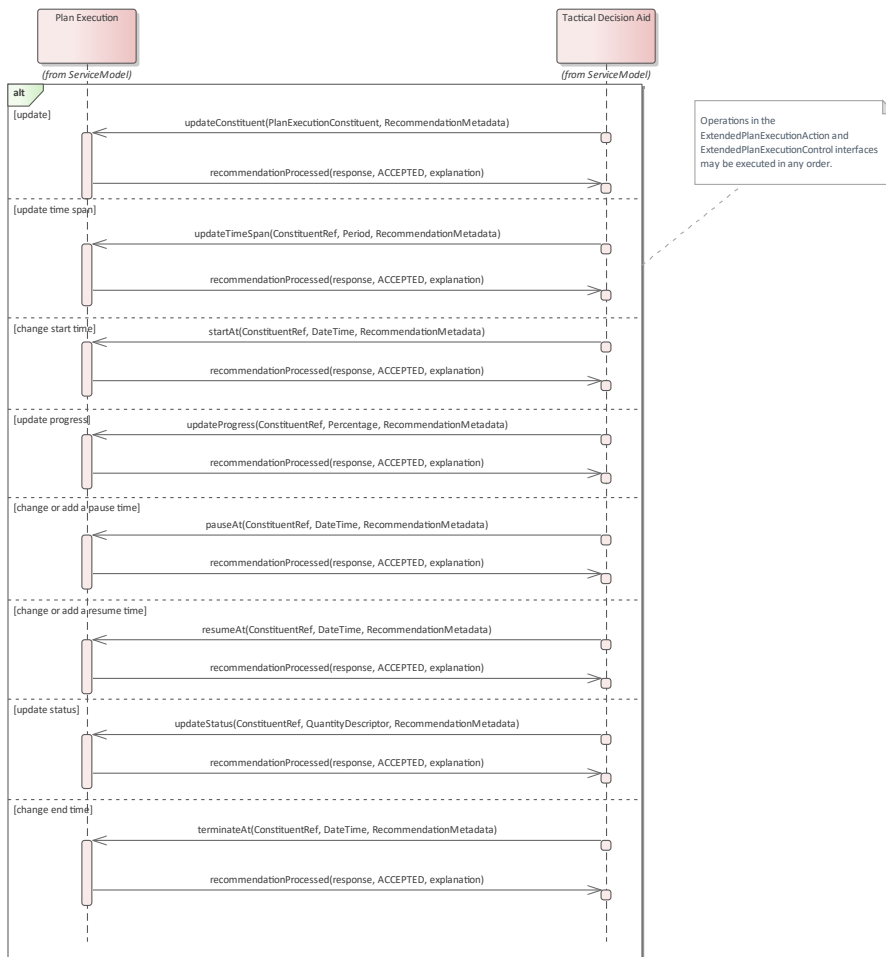 Plan Execution
Tactical Decision Aid
(from ServiceModel)
(from ServiceModel)
alt
[update]
updateConstituent(PlanExecutionConstituent, RecommendationMetadata)
Operations in the
ExtendedPlanExecutionAction and
ExtendedPlanExecutionControl interfaces
may be executed in any order.
recommendationProcessed(response, ACCEPTED, explanation)
[update time span]
updateTimeSpan(ConstituentRef, Period, RecommendationMetadata)
recommendationProcessed(response, ACCEPTED, explanation)
[change start time]
startAt(ConstituentRef, DateTime, RecommendationMetadata)
recommendationProcessed(response, ACCEPTED, explanation)
[update progress]
updateProgress(ConstituentRef, Percentage, RecommendationMetadata)
recommendationProcessed(response, ACCEPTED, explanation)
[change or add a pause time]
pauseAt(ConstituentRef, DateTime, RecommendationMetadata)
recommendationProcessed(response, ACCEPTED, explanation)
[change or add a resume time]
resumeAt(ConstituentRef, DateTime, RecommendationMetadata)
recommendationProcessed(response, ACCEPTED, explanation)
[update status]
updateStatus(ConstituentRef, QuantityDescriptor, RecommendationMetadata)
recommendationProcessed(response, ACCEPTED, explanation)
[change end time]
terminateAt(ConstituentRef, DateTime, RecommendationMetadata)
recommendationProcessed(response, ACCEPTED, explanation)